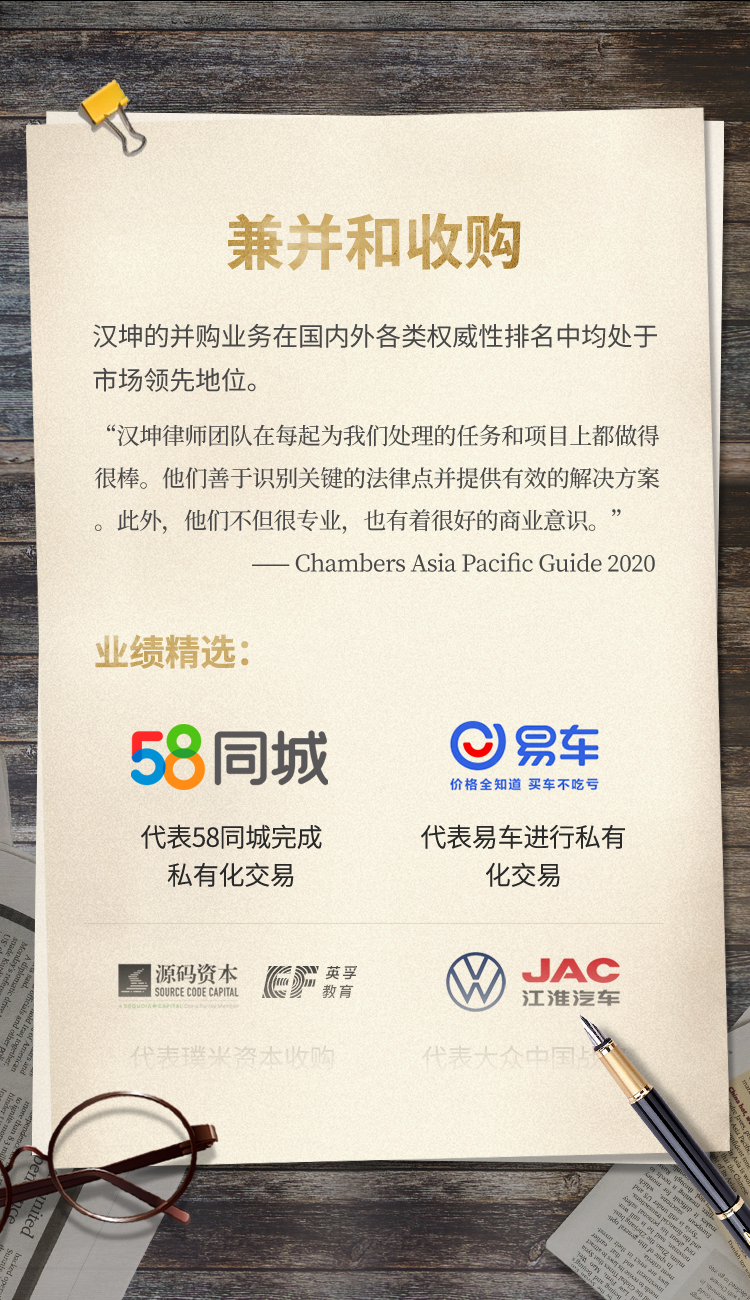 兼并和收购
汉坤的并购业务在国内外各类权威性排名中均处于
市场领先地位。
“汉坤律师团队在每起为我们处理的任务和项目上都做得
很棒。他们善于识别关键的法律点并提供有效的解决方案
。此外，他们不但很专业，也有着很好的商业意识。”
—— Chambers Asia Pacific Guide 2020
业绩精选：
58同城
易车
价格全知道 买车不吃亏
代表58同城完成
私有化交易
代表易车进行私有
化交易
源码资本
SOURCE CODE CAPITAL
EF 英孚
教育
JAC
江淮汽车
代表璞米资本收购
代表大众中国战